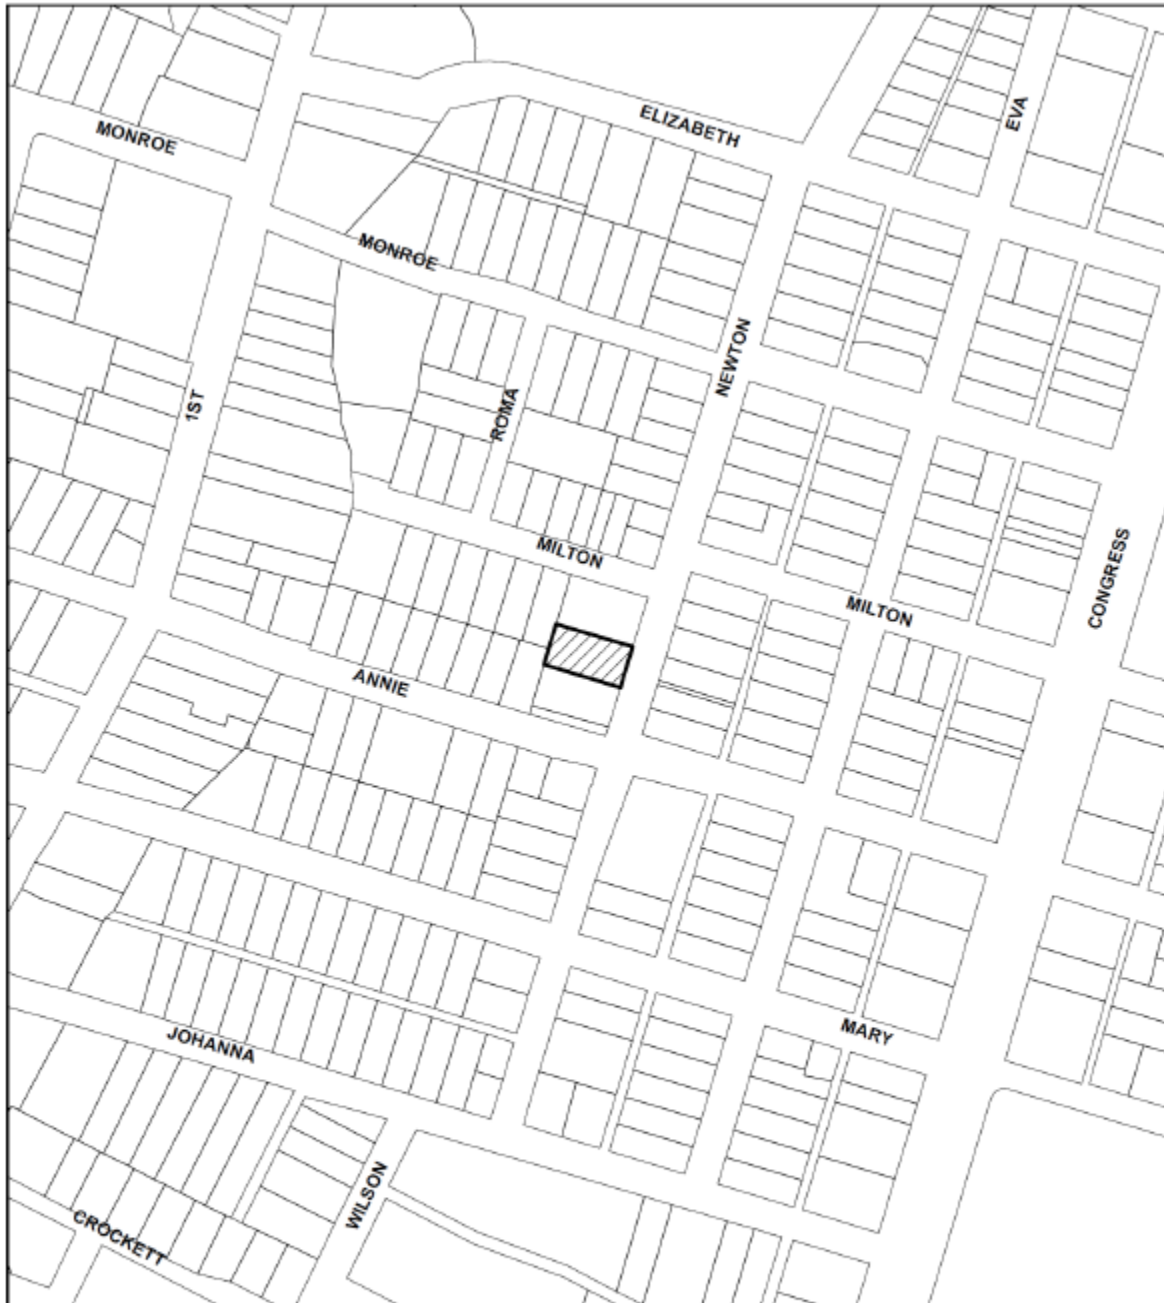 ELIZABETH
EVA
MONROE
MONROE
NEWTON
1ST
ROMA
MILTON
CONGRESS
MILTON
ANNIE
MARY
JOHANNA
WILSON
CROCKETT